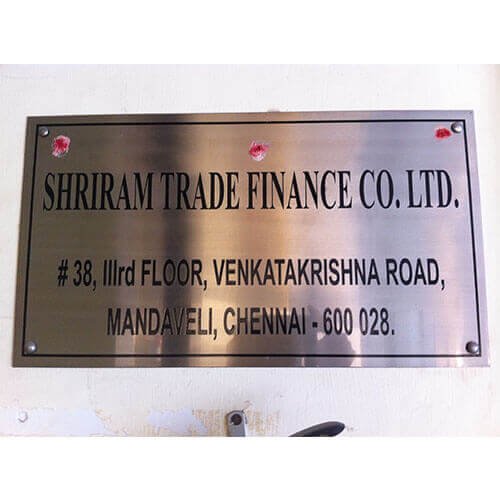 SHRIRAM TRADE FINANCE CO. LTD.
# 38, IIIrd FLOOR, VENKATAKRISHNA ROAD,
MANDAVELI, CHENNAI - 600 028.